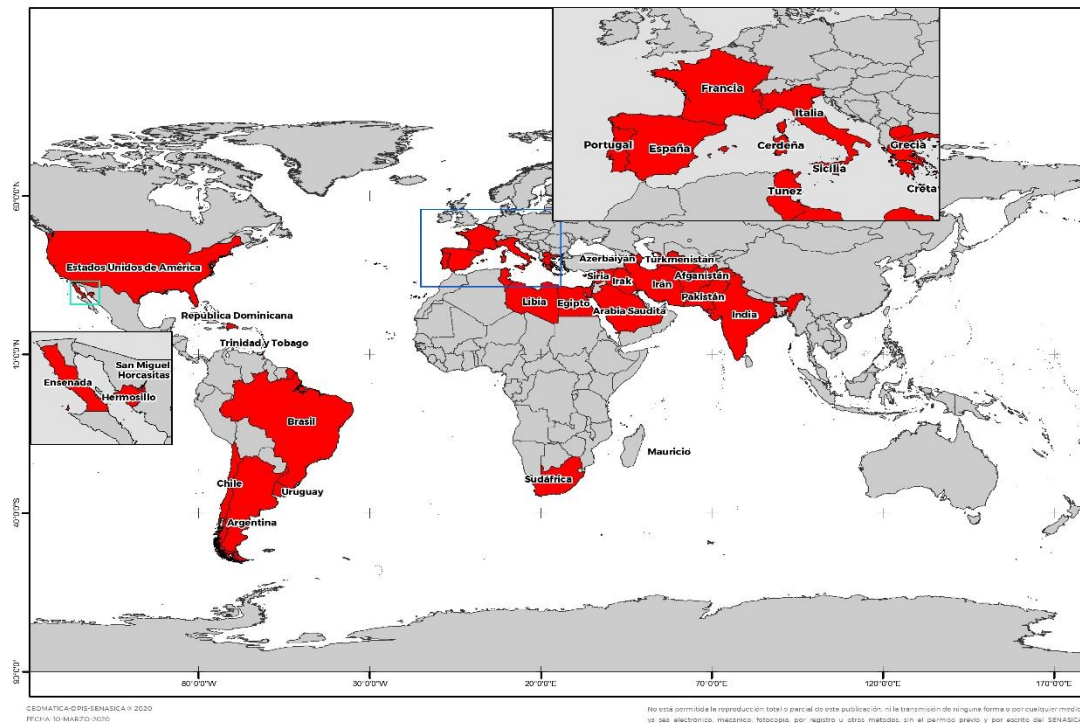 Francia
Italia
Portugal
España
Cerdeña
Grecia
Sicilia
Tunez
Creta
60°0'0"N
Estados Unidos de América
Azerbaiyán
Turkmenistán
Siria
Irak
Irán
Afganistán
Pakistán
Libia
Egipto
Arabia Saudita
India
República Dominicana
Trinidad y Tobago
San Miguel
Horcasitas
Ensenada
Hermosillo
Brasil
Mauricio
Chile
Sudáfrica
Uruguay
Argentina
80°0'0"W
30°0'0"W
20°0'0"E
70°0'0"E
120°0'0"E
170°0'0"E
GEOMATICA-DPIS-SENASICA ® 2020
FECHA: 10-MARZO-2020
No está permitida la reproducción total o parcial de esta publicación, ni la transmisión de ninguna forma o por cualquier medio,
ya sea electrónico, mecánico, fotocopia, por registro u otros métodos, sin el permiso previo y por escrito del SENASICA